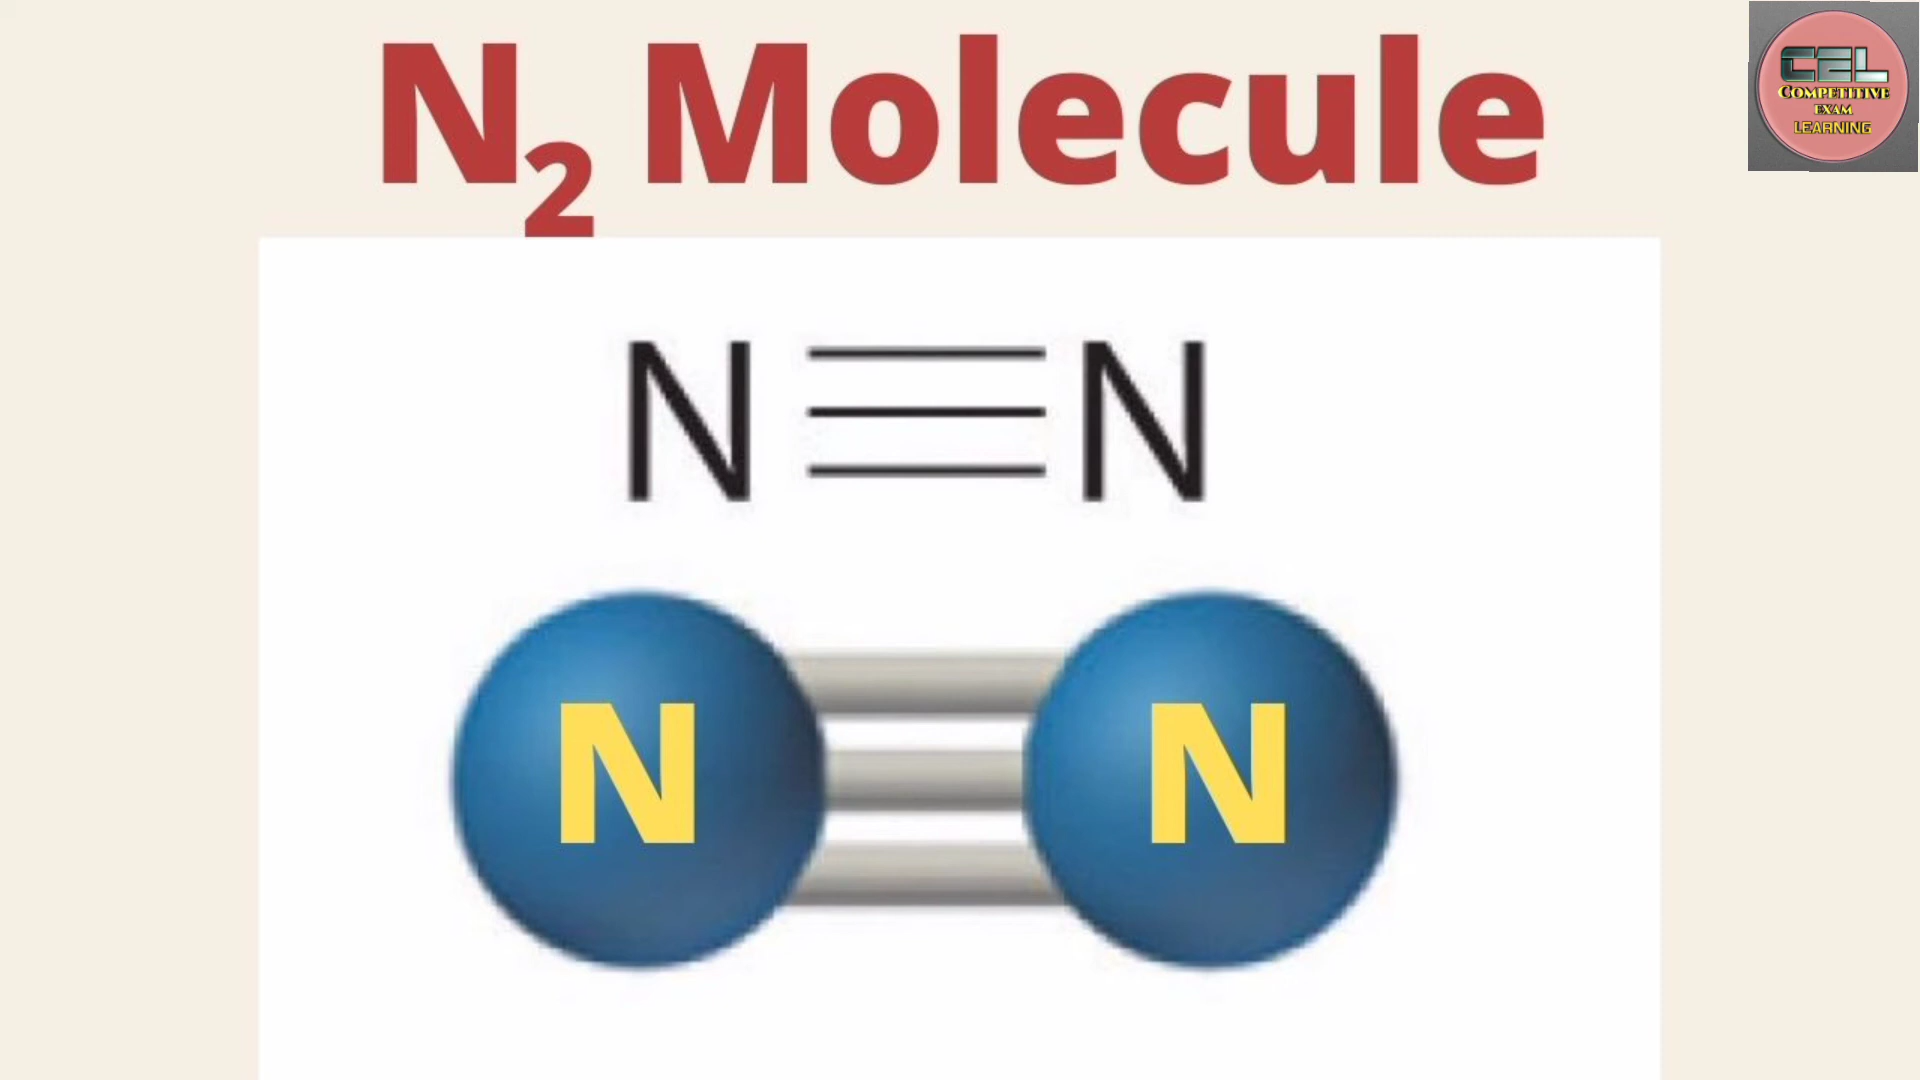 N₂ Molecule
CEL
COMPETITIVE
EXAM
LEARNING
N≡N
N N